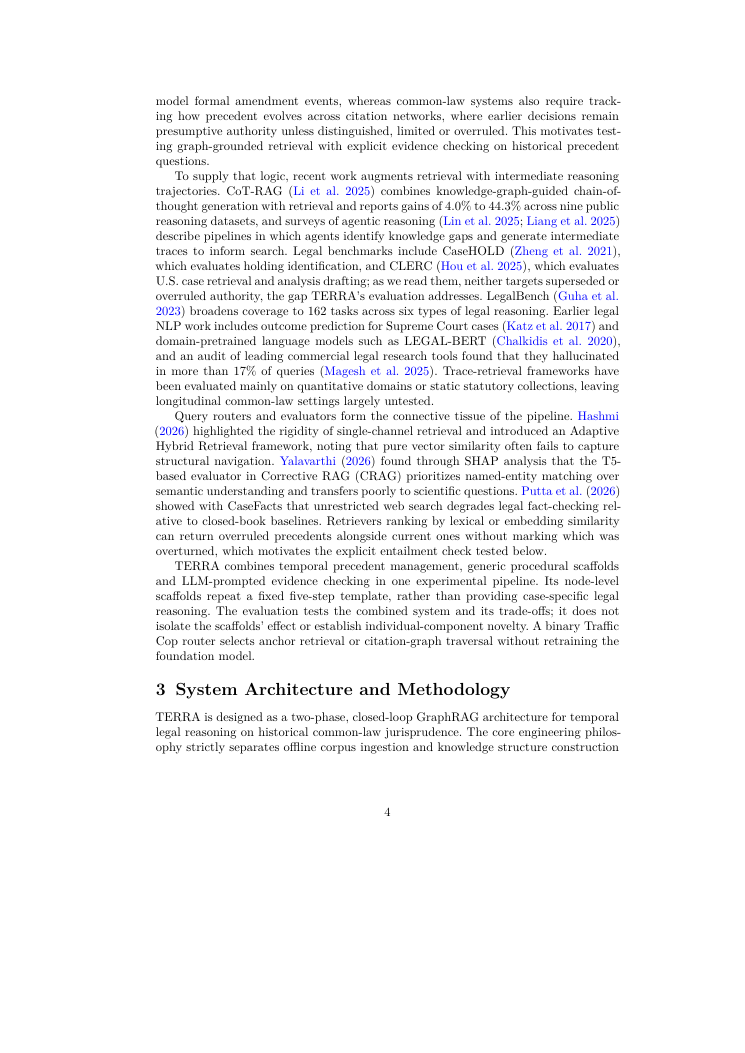 model formal amendment events, whereas common-law systems also require track-
ing how precedent evolves across citation networks, where earlier decisions remain
presumptive authority unless distinguished, limited or overruled. This motivates test-
ing graph-grounded retrieval with explicit evidence checking on historical precedent
questions.
To supply that logic, recent work augments retrieval with intermediate reasoning
trajectories. CoT-RAG (Li et al. 2025) combines knowledge-graph-guided chain-of-
thought generation with retrieval and reports gains of 4.0% to 44.3% across nine public
reasoning datasets, and surveys of agentic reasoning (Lin et al. 2025; Liang et al. 2025)
describe pipelines in which agents identify knowledge gaps and generate intermediate
traces to inform search. Legal benchmarks include CaseHOLD (Zheng et al. 2021),
which evaluates holding identification, and CLERC (Hou et al. 2025), which evaluates
U.S. case retrieval and analysis drafting; as we read them, neither targets superseded or
overruled authority, the gap TERRA's evaluation addresses. LegalBench (Guha et al.
2023) broadens coverage to 162 tasks across six types of legal reasoning. Earlier legal
NLP work includes outcome prediction for Supreme Court cases (Katz et al. 2017) and
domain-pretrained language models such as LEGAL-BERT (Chalkidis et al. 2020),
and an audit of leading commercial legal research tools found that they hallucinated
in more than 17% of queries (Magesh et al. 2025). Trace-retrieval frameworks have
been evaluated mainly on quantitative domains or static statutory collections, leaving
longitudinal common-law settings largely untested.
Query routers and evaluators form the connective tissue of the pipeline. Hashmi
(2026) highlighted the rigidity of single-channel retrieval and introduced an Adaptive
Hybrid Retrieval framework, noting that pure vector similarity often fails to capture
structural navigation. Yalavarthi (2026) found through SHAP analysis that the T5-
based evaluator in Corrective RAG (CRAG) prioritizes named-entity matching over
semantic understanding and transfers poorly to scientific questions. Putta et al. (2026)
showed with CaseFacts that unrestricted web search degrades legal fact-checking rel-
ative to closed-book baselines. Retrievers ranking by lexical or embedding similarity
can return overruled precedents alongside current ones without marking which was
overturned, which motivates the explicit entailment check tested below.
TERRA combines temporal precedent management, generic procedural scaffolds
and LLM-prompted evidence checking in one experimental pipeline. Its node-level
scaffolds repeat a fixed five-step template, rather than providing case-specific legal
reasoning. The evaluation tests the combined system and its trade-offs; it does not
isolate the scaffolds' effect or establish individual-component novelty. A binary Traffic
Cop router selects anchor retrieval or citation-graph traversal without retraining the
foundation model.
3 System Architecture and Methodology
TERRA is designed as a two-phase, closed-loop GraphRAG architecture for temporal
legal reasoning on historical common-law jurisprudence. The core engineering philos-
ophy strictly separates offline corpus ingestion and knowledge structure construction
4